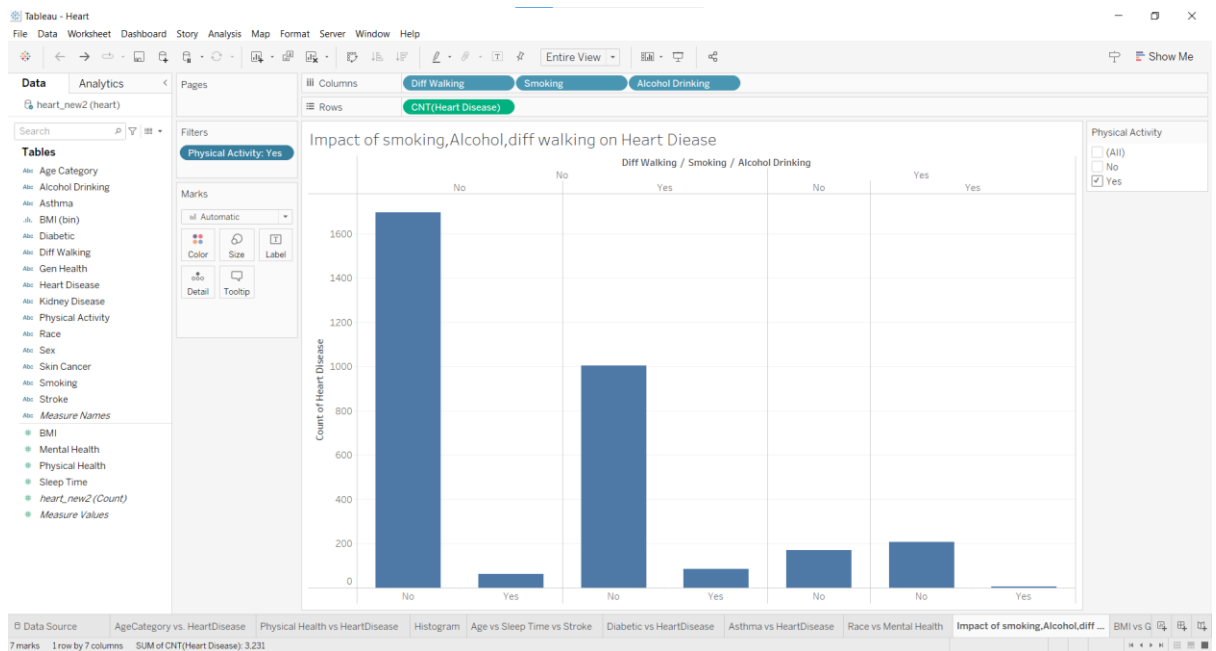 Tableau - Heart
File Data Worksheet Dashboard Story Analysis Map Format Server Window Help
Entire View
Show Me
Data Analytics
heart_new2 (heart)
Search
Tables
Age Category
Alcohol Drinking
Asthma
BMI (bin)
Diabetic
Diff Walking
Gen Health
Heart Disease
Kidney Disease
Physical Activity
Race
Sex
Skin Cancer
Smoking
Stroke
Measure Names
BMI
Mental Health
Physical Health
Sleep Time
heart_new2 (Count)
Measure Values
Pages
Filters
Physical Activity: Yes
Marks
Automatic
Color Size Label
Detail Tooltip
Columns Diff Walking Smoking Alcohol Drinking
Rows CNT(Heart Disease)
Impact of smoking,Alcohol,diff walking on Heart Diease
Diff Walking / Smoking / Alcohol Drinking
No Yes
No Yes No Yes
Count of Heart Disease
1600
1400
1200
1000
800
600
400
200
0
No Yes No Yes No No Yes
Physical Activity
(All)
No
Yes
Data Source AgeCategory vs. HeartDisease Physical Health vs HeartDisease Histogram Age vs Sleep Time vs Stroke Diabetic vs HeartDisease Asthma vs HeartDisease Race vs Mental Health Impact of smoking,Alcohol,diff ... BMI vs G
7 marks 1 row by 7 columns SUM of CNT(Heart Disease): 3.231